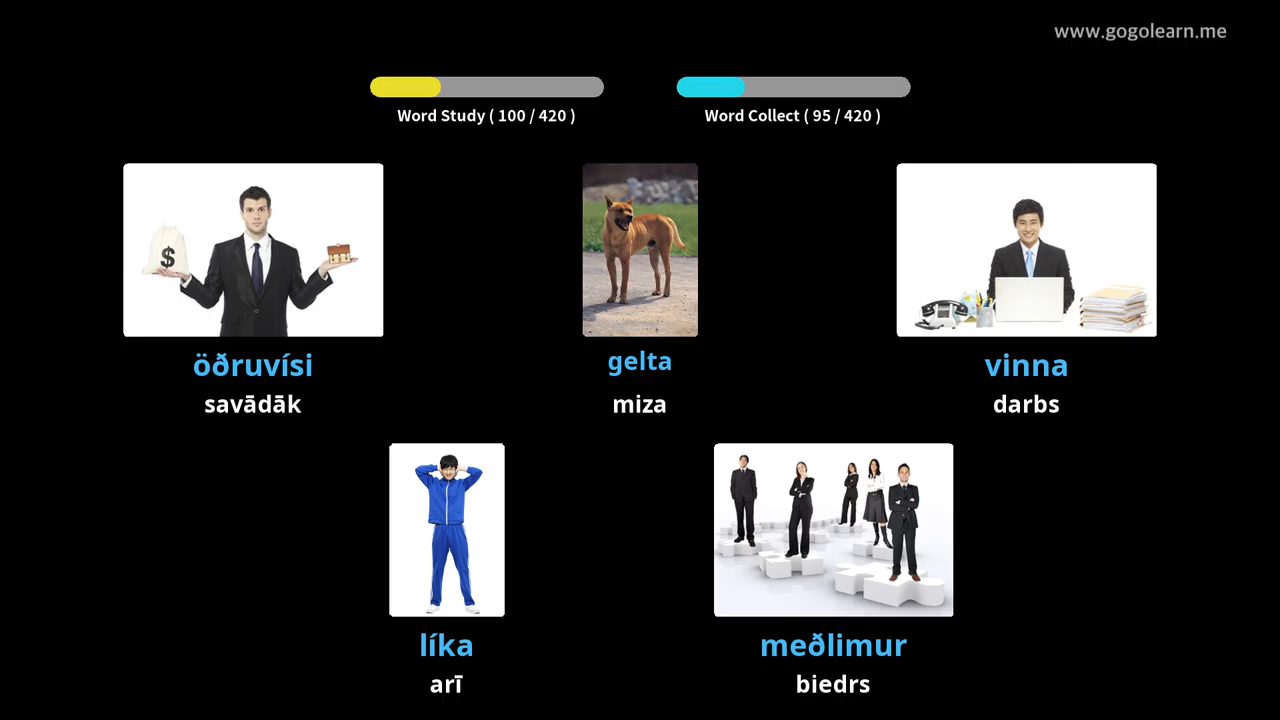 www.gogolearn.me
Word Study ( 100 / 420 )
Word Collect ( 95 / 420 )
$
öðruvísi
savādāk
gelta
miza
vinna
darbs
líka
arī
meðlimur
biedrs